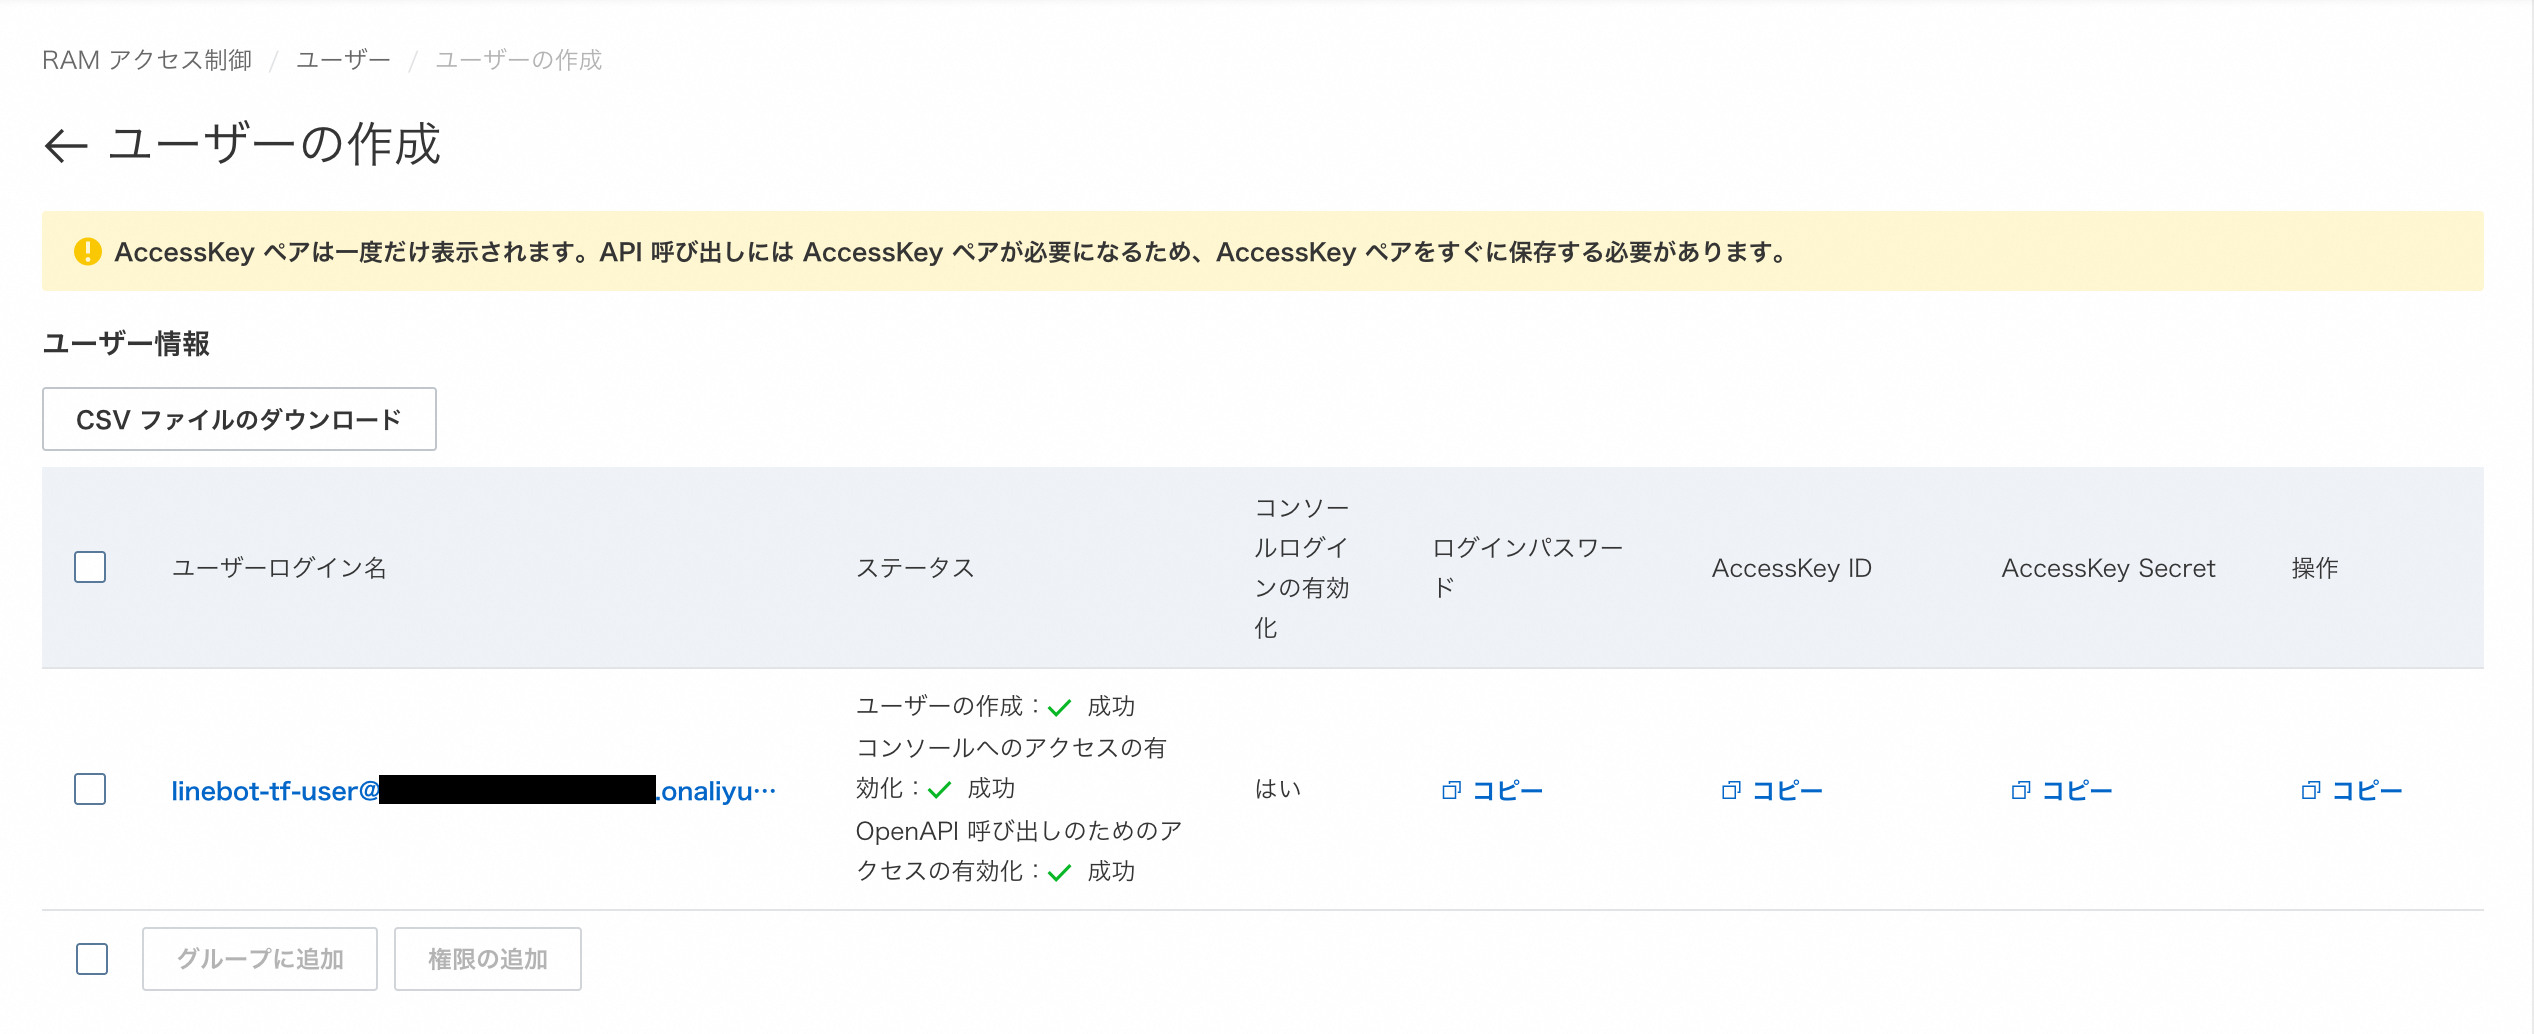 RAM アクセス制御 / ユーザー / ユーザーの作成
← ユーザーの作成
AccessKey ペアは一度だけ表示されます。API 呼び出しには AccessKey ペアが必要になるため、AccessKey ペアをすぐに保存する必要があります。
ユーザー情報
CSV ファイルのダウンロード
ユーザーログイン名
ステータス
コンソー
ルログイ
ンの有効
化
ログインパスワー
ド
AccessKey ID
AccessKey Secret
操作
linebot-tf-user@
.onaliyu…
ユーザーの作成：✓ 成功
コンソールへのアクセスの有
効化：✓ 成功
OpenAPI 呼び出しのためのア
クセスの有効化：✓ 成功
はい
コピー
コピー
コピー
コピー
グループに追加
権限の追加